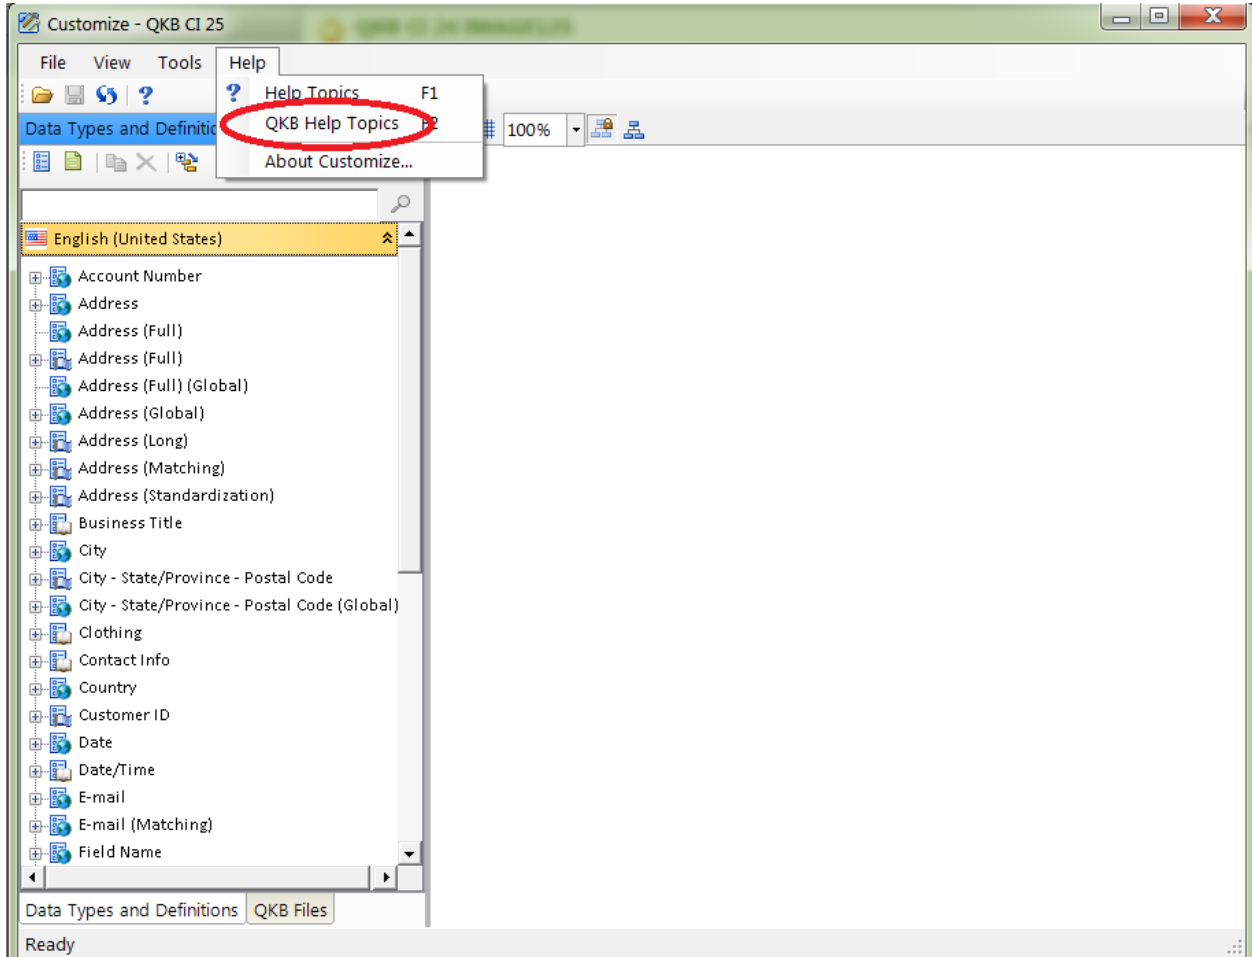 Customize - QKB CI 25
File View Tools Help
Help Topics F1
QKB Help Topics F2
About Customize...
Data Types and Definitio
100%
English (United States)
Account Number
Address
Address (Full)
Address (Full)
Address (Full) (Global)
Address (Global)
Address (Long)
Address (Matching)
Address (Standardization)
Business Title
City
City - State/Province - Postal Code
City - State/Province - Postal Code (Global)
Clothing
Contact Info
Country
Customer ID
Date
Date/Time
E-mail
E-mail (Matching)
Field Name
Data Types and Definitions QKB Files
Ready